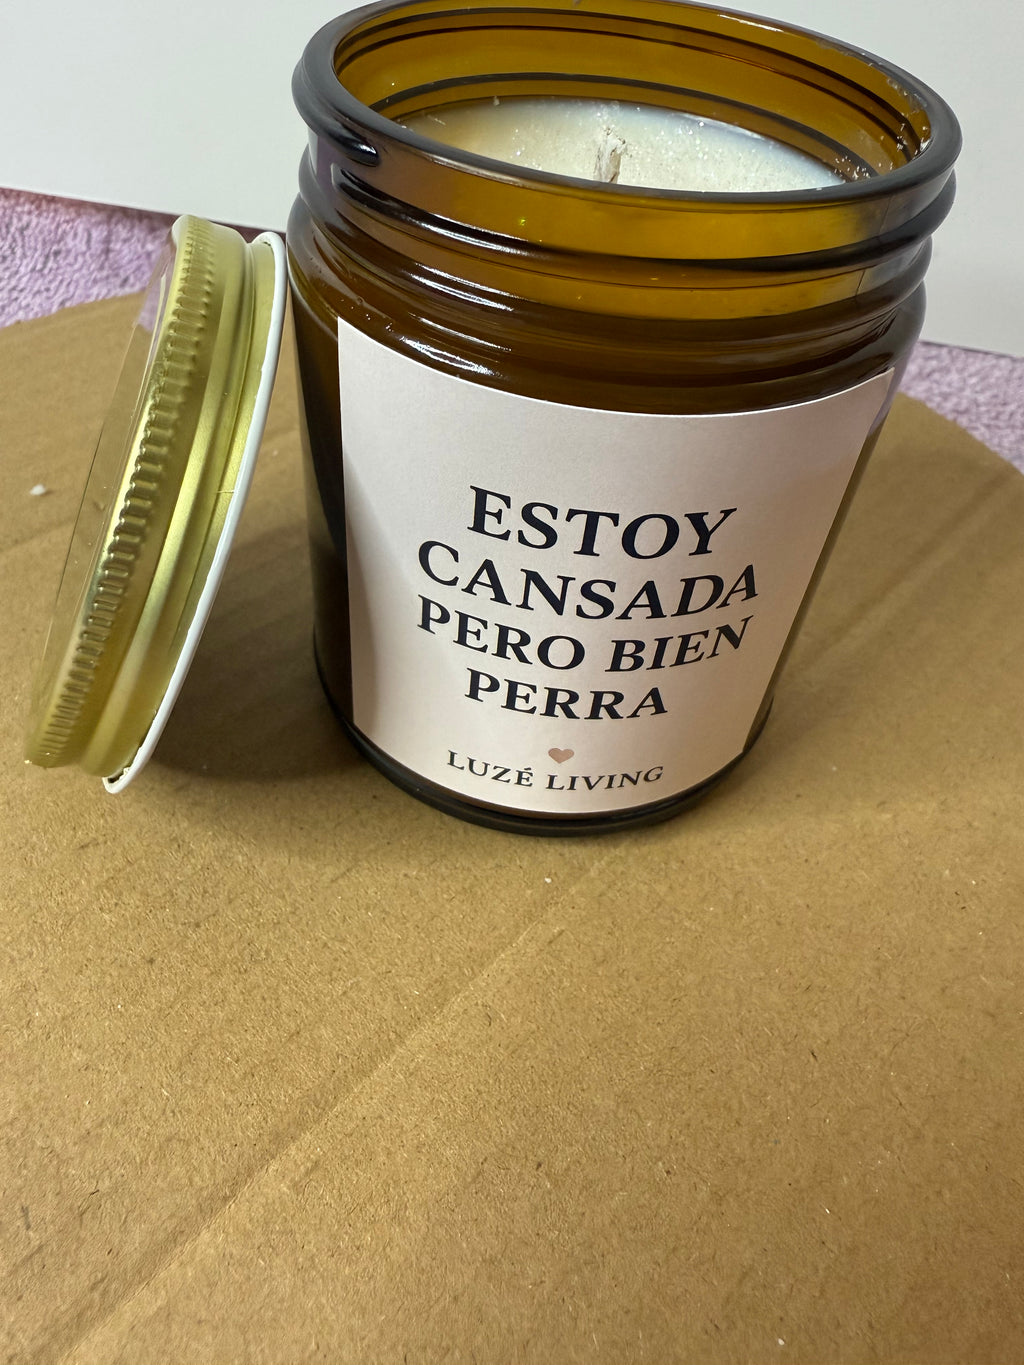 ESTOY
CANSADA
PERO BIEN
PERRA
LUZÉ LIVING